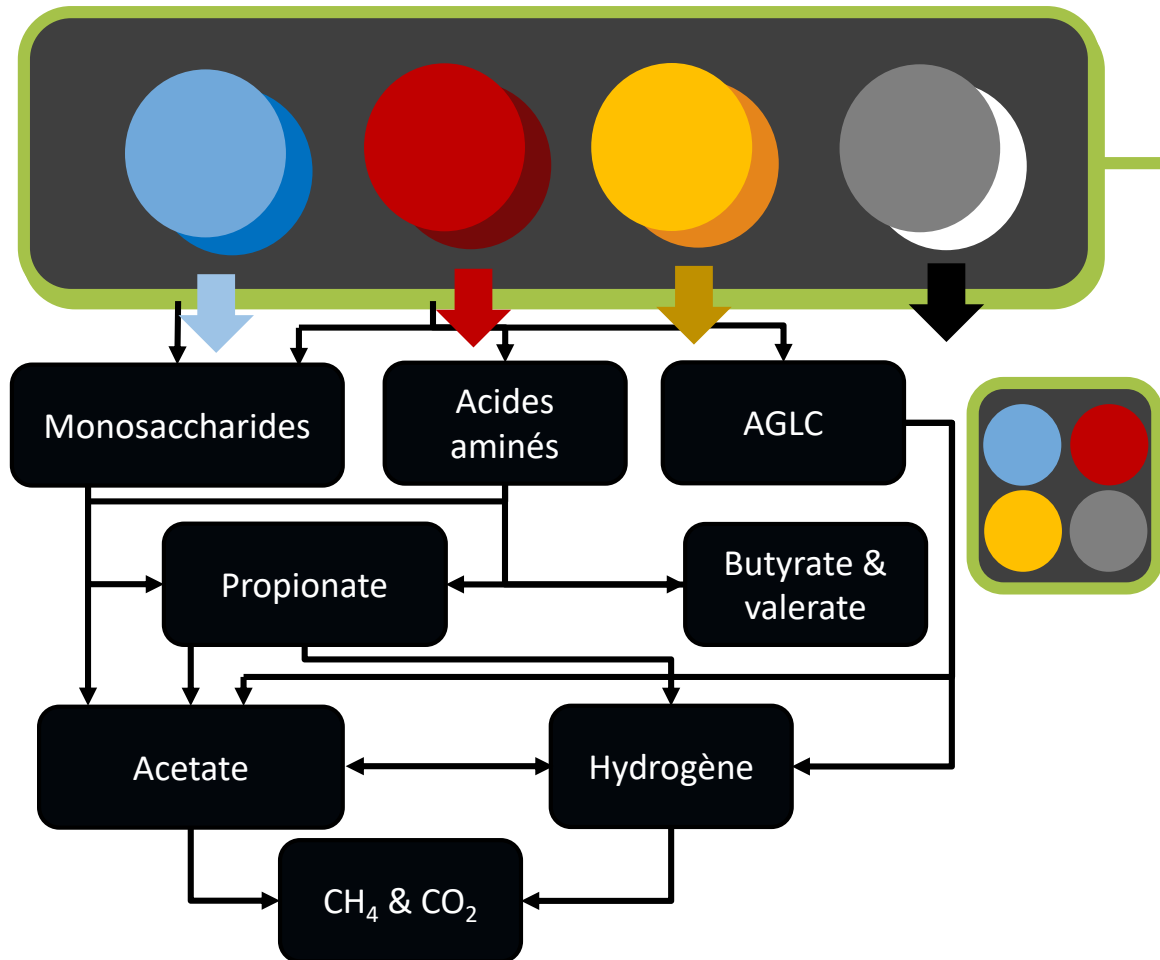 Monosaccharides
Acides
aminés
AGLC
Propionate
Butyrate &
valerate
Acetate
Hydrogène
CH₄ & CO₂